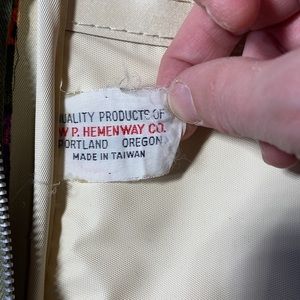 UALITY PRODUCTS OF
W P. HEMENWAY CO.
PORTLAND OREGON
MADE IN TAIWAN